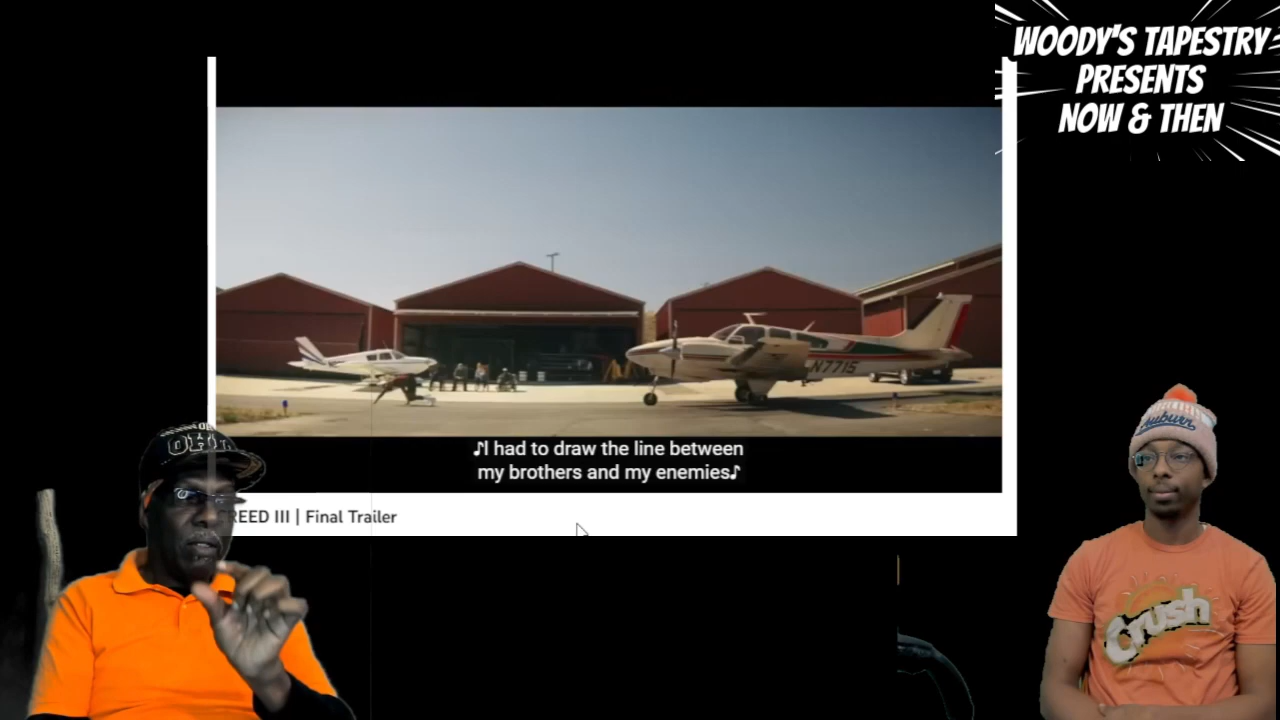 WOODY'S TAPESTRY
PRESENTS
NOW & THEN
N7715
♪I had to draw the line between
my brothers and my enemies♪
REED III | Final Trailer
Auburn
Crush